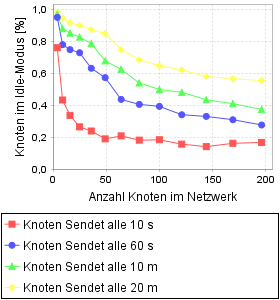 Knoten im Idle-Modus [%]
1,0
0,8
0,6
0,4
0,2
0,0
0
50
100
150
200
Anzahl Knoten im Netzwerk
Knoten Sendet alle 10 s
Knoten Sendet alle 60 s
Knoten Sendet alle 10 m
Knoten Sendet alle 20 m